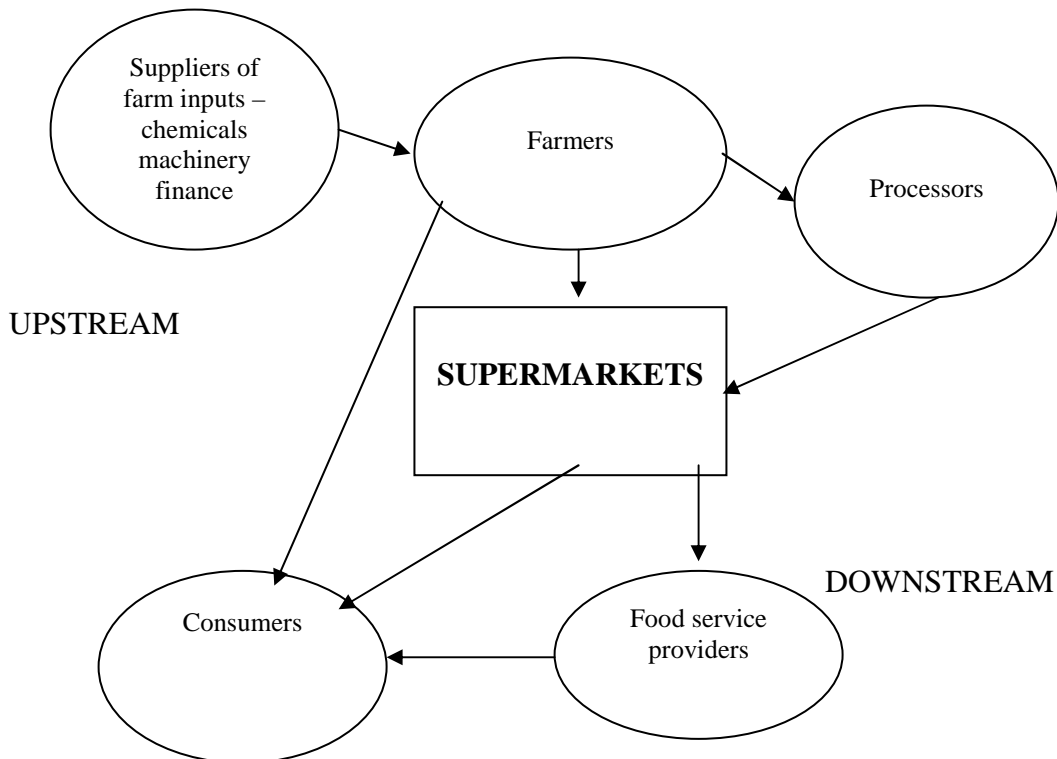 Suppliers of
farm inputs –
chemicals
machinery
finance
Farmers
Processors
UPSTREAM
SUPERMARKETS
DOWNSTREAM
Consumers
Food service
providers